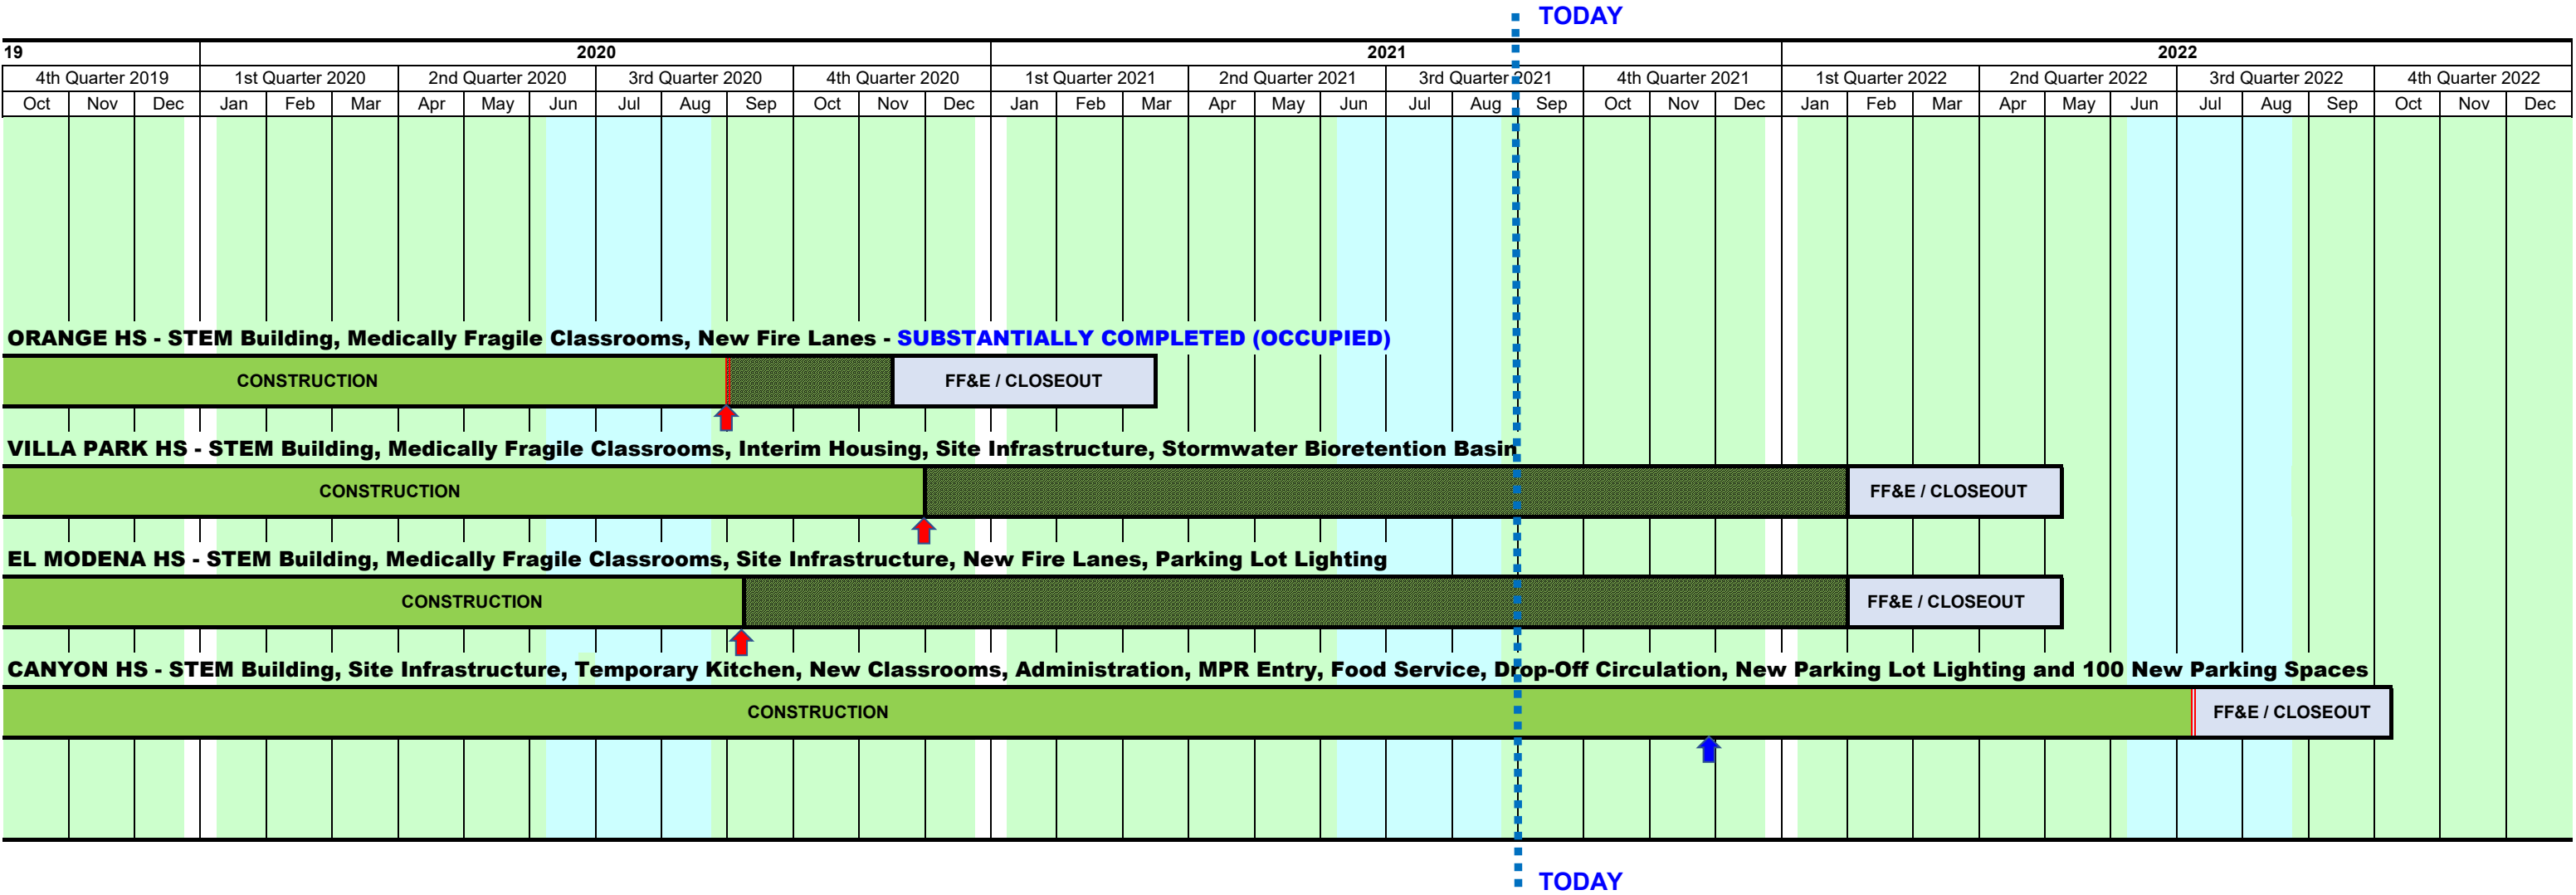 TODAY
19 2020 2021 2022
4th Quarter 2019 1st Quarter 2020 2nd Quarter 2020 3rd Quarter 2020 4th Quarter 2020 1st Quarter 2021 2nd Quarter 2021 3rd Quarter 2021 4th Quarter 2021 1st Quarter 2022 2nd Quarter 2022 3rd Quarter 2022 4th Quarter 2022
Oct Nov Dec Jan Feb Mar Apr May Jun Jul Aug Sep Oct Nov Dec Jan Feb Mar Apr May Jun Jul Aug Sep Oct Nov Dec Jan Feb Mar Apr May Jun Jul Aug Sep Oct Nov Dec
ORANGE HS - STEM Building, Medically Fragile Classrooms, New Fire Lanes - SUBSTANTIALLY COMPLETED (OCCUPIED)
CONSTRUCTION FF&E / CLOSEOUT
VILLA PARK HS - STEM Building, Medically Fragile Classrooms, Interim Housing, Site Infrastructure, Stormwater Bioretention Basin
CONSTRUCTION FF&E / CLOSEOUT
EL MODENA HS - STEM Building, Medically Fragile Classrooms, Site Infrastructure, New Fire Lanes, Parking Lot Lighting
CONSTRUCTION FF&E / CLOSEOUT
CANYON HS - STEM Building, Site Infrastructure, Temporary Kitchen, New Classrooms, Administration, MPR Entry, Food Service, Drop-Off Circulation, New Parking Lot Lighting and 100 New Parking Spaces
CONSTRUCTION FF&E / CLOSEOUT
TODAY